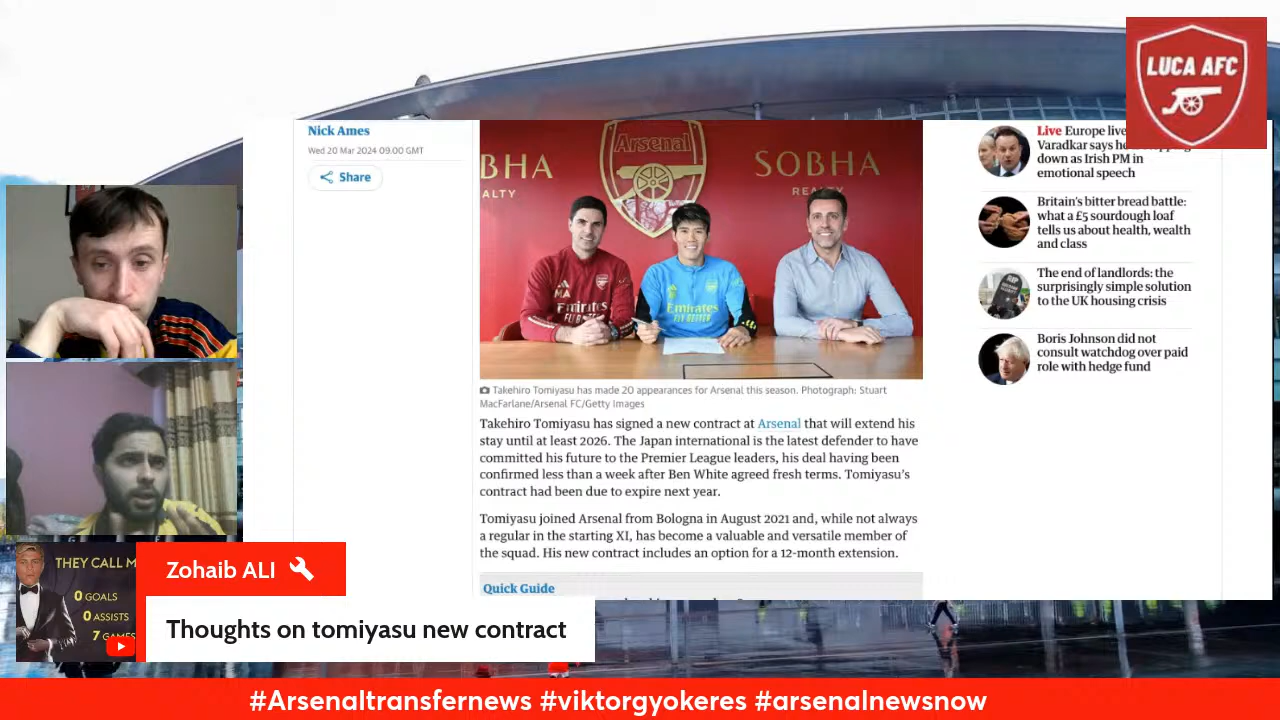 LUCA AFC
Nick Ames
Wed 20 Mar 2024 09.00 GMT
Share
Arsenal
BHA
ALTY
SOBHA
REALTY
MA
Emirates
FLY BETTER
Emirates
FLY BETTER
Takehiro Tomiyasu has made 20 appearances for Arsenal this season. Photograph: Stuart
MacFarlane/Arsenal FC/Getty Images
Takehiro Tomiyasu has signed a new contract at Arsenal that will extend his
stay until at least 2026. The Japan international is the latest defender to have
committed his future to the Premier League leaders, his deal having been
confirmed less than a week after Ben White agreed fresh terms. Tomiyasu's
contract had been due to expire next year.
Tomiyasu joined Arsenal from Bologna in August 2021 and, while not always
a regular in the starting XI, has become a valuable and versatile member of
the squad. His new contract includes an option for a 12-month extension.
Quick Guide
Live Europe live
Varadkar says he
down as Irish PM in
emotional speech
Britain's bitter bread battle:
what a £5 sourdough loaf
tells us about health, wealth
and class
The end of landlords: the
surprisingly simple solution
to the UK housing crisis
Boris Johnson did not
consult watchdog over paid
role with hedge fund
THEY CALL M
0 GOALS
0 ASSISTS
7 GAMES
Zohaib ALI
Thoughts on tomiyasu new contract
#Arsenaltransfernews #viktorgyokeres #arsenalnewsnow